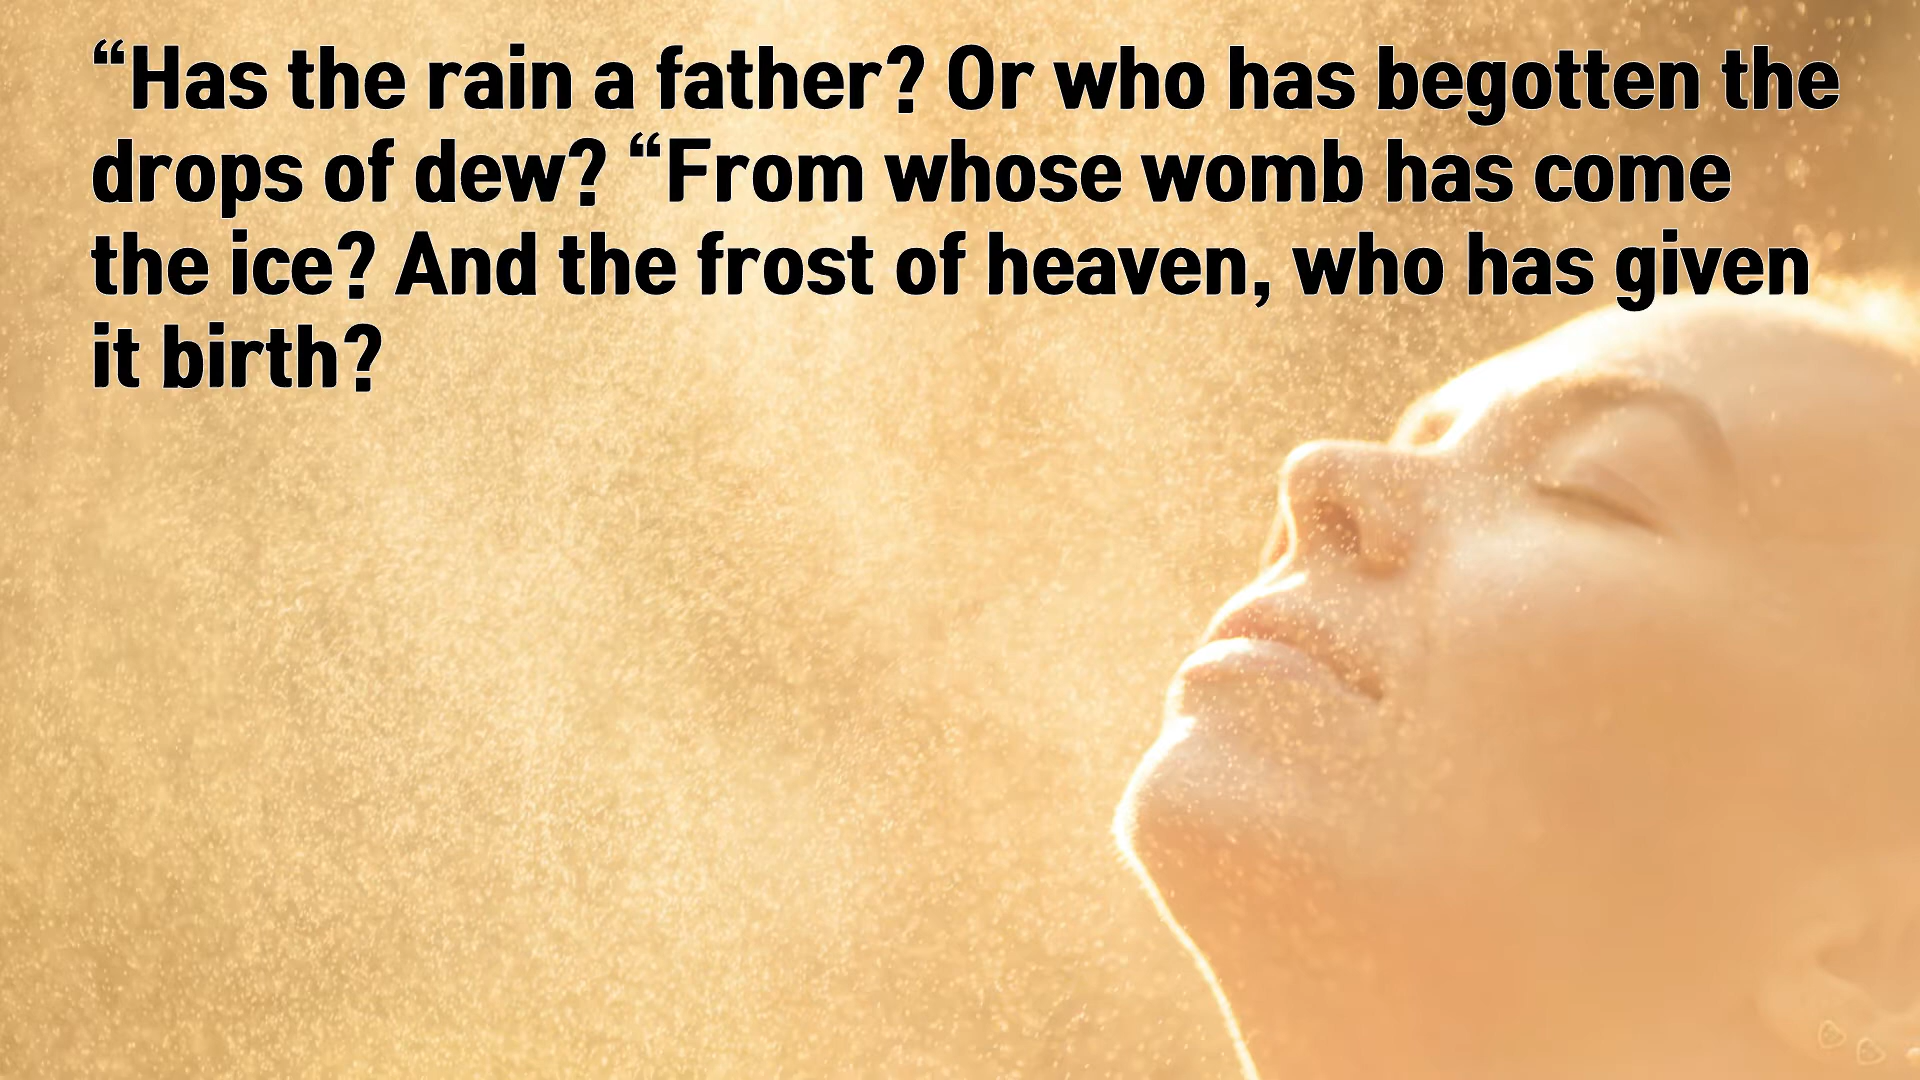 “Has the rain a father? Or who has begotten the
drops of dew? “From whose womb has come
the ice? And the frost of heaven, who has given
it birth?